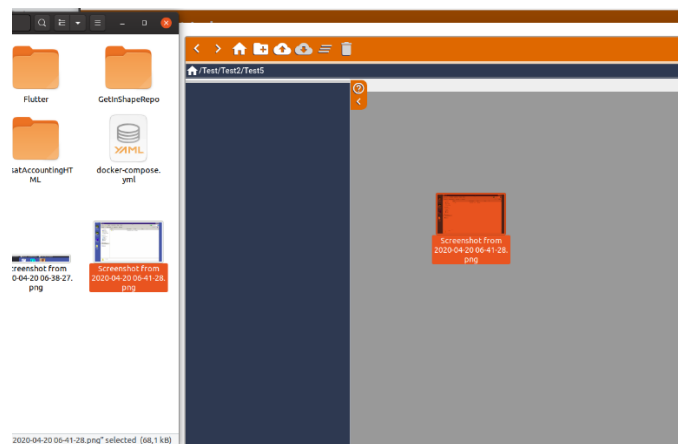 /Test/Test2/Test5
Flutter
GetInShapeRepo
YAML
satAccountingHT
ML
docker-compose.
yml
creenshot from
0-04-20 06-38-27.
png
Screenshot from
2020-04-20 06-41-28.
png
Screenshot from
2020-04-20 06-41-28.
png
2020-04-20 06-41-28.png" selected (68,1 kB)